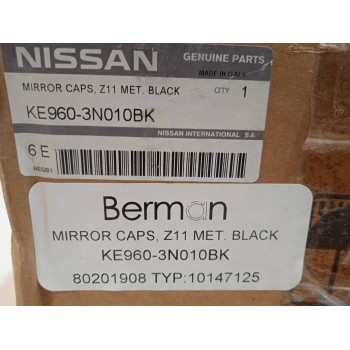 NISSAN
GENUINE PARTS
MADE IN ITALY
MIRROR CAPS, Z11 MET. BLACK QTY 1
KE960-3N010BK
NISSAN INTERNATIONAL S.A.
6 E
NEGB1
Berman
MIRROR CAPS, Z11 MET. BLACK
KE960-3N010BK
80201908 TYP:10147125